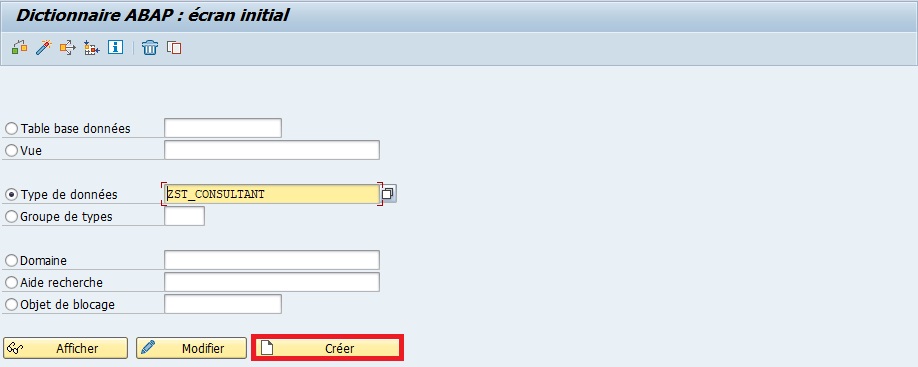 Dictionnaire ABAP : écran initial
Table base données
Vue
Type de données ZST_CONSULTANT
Groupe de types
Domaine
Aide recherche
Objet de blocage
Afficher Modifier Créer